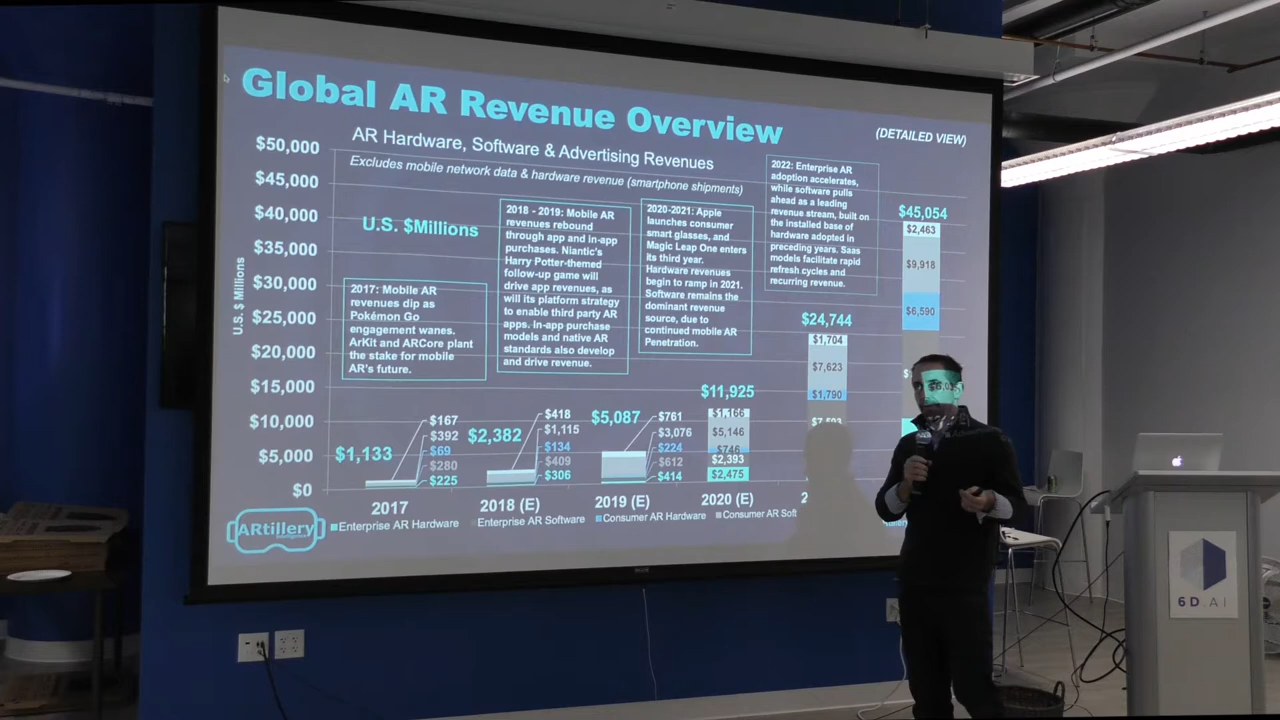 Global AR Revenue Overview
(DETAILED VIEW)
AR Hardware, Software & Advertising Revenues
Excludes mobile network data & hardware revenue (smartphone shipments)
U.S. $Millions
U.S. $ Millions
$50,000
$45,000
$40,000
$35,000
$30,000
$25,000
$20,000
$15,000
$10,000
$5,000
$0
2017: Mobile AR
revenues dip as
Pokémon Go
engagement wanes.
ArKit and ARCore plant
the stake for mobile
AR's future.
2018 - 2019: Mobile AR
revenues rebound
through app and in-app
purchases. Niantic's
Harry Potter-themed
follow-up game will
drive app revenues, as
will its platform strategy
to enable third party AR
apps. In-app purchase
models and native AR
standards also develop
and drive revenue.
2020-2021: Apple
launches consumer
smart glasses, and
Magic Leap One enters
its third year.
Hardware revenues
begin to ramp in 2021.
Software remains the
dominant revenue
source, due to
continued mobile AR
Penetration.
2022: Enterprise AR
adoption accelerates,
while software pulls
ahead as a leading
revenue stream, built on
the installed base of
hardware adopted in
preceding years. Saas
models facilitate rapid
refresh cycles and
recurring revenue.
$1,133
$167
$392
$69
$280
$225
$2,382
$418
$1,115
$134
$409
$306
$5,087
$761
$3,076
$224
$612
$414
$11,925
$1,166
$5,146
$746
$2,393
$2,475
$24,744
$1,704
$7,623
$1,790
$45,054
$2,463
$9,918
$6,590
2017
2018 (E)
2019 (E)
2020 (E)
ARtillery
Intelligence
Enterprise AR Hardware
Enterprise AR Software
Consumer AR Hardware
Consumer AR Soft
6D.AI